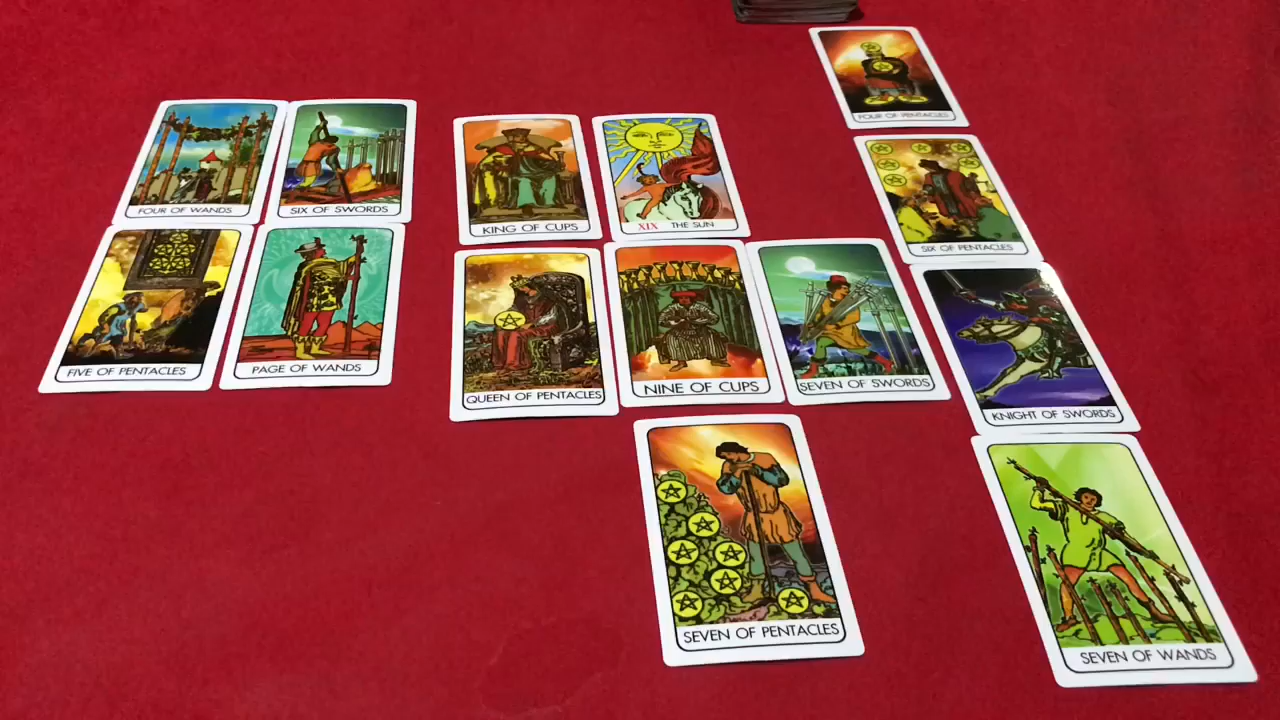 FOUR OF PENTACLES
FOUR OF WANDS
SIX OF SWORDS
KING OF CUPS
XIX THE SUN
SIX OF PENTACLES
FIVE OF PENTACLES
PAGE OF WANDS
QUEEN OF PENTACLES
NINE OF CUPS
SEVEN OF SWORDS
KNIGHT OF SWORDS
SEVEN OF PENTACLES
SEVEN OF WANDS